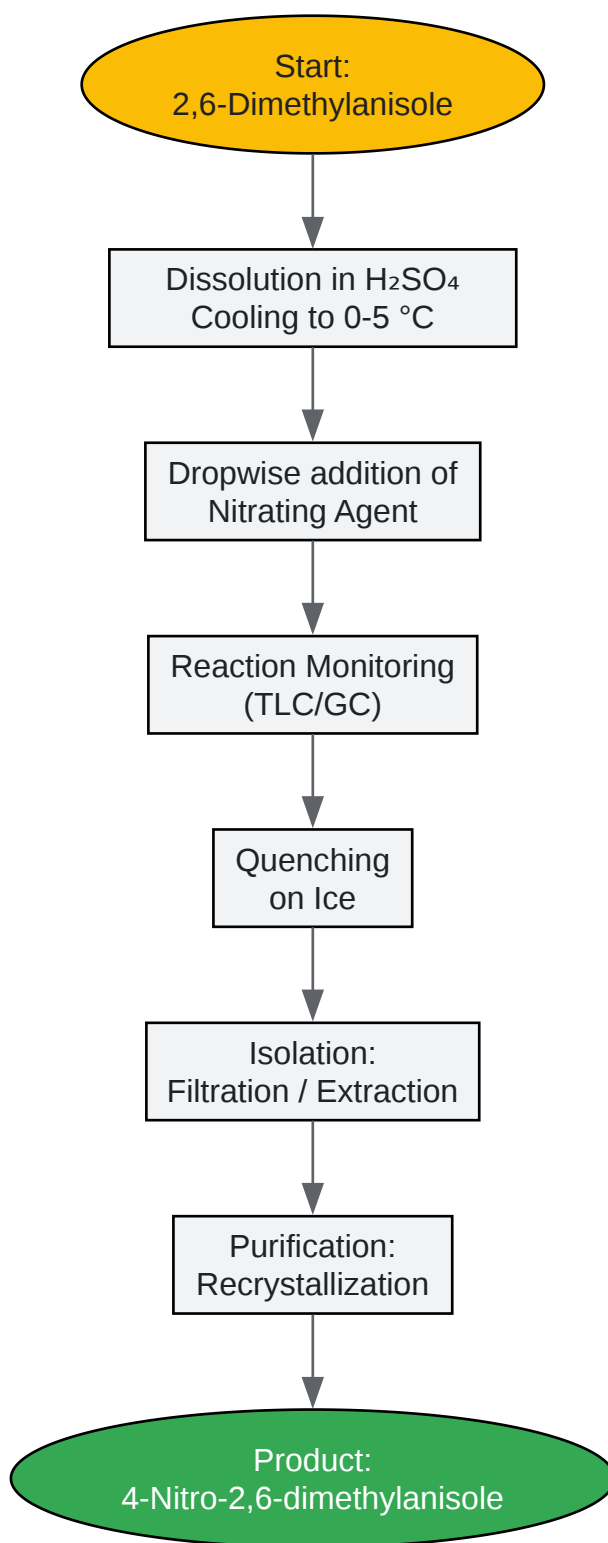 Start:
2,6-Dimethylanisole
Dissolution in H₂SO₄
Cooling to 0-5 °C
Dropwise addition of
Nitrating Agent
Reaction Monitoring
(TLC/GC)
Quenching
on Ice
Isolation:
Filtration / Extraction
Purification:
Recrystallization
Product:
4-Nitro-2,6-dimethylanisole